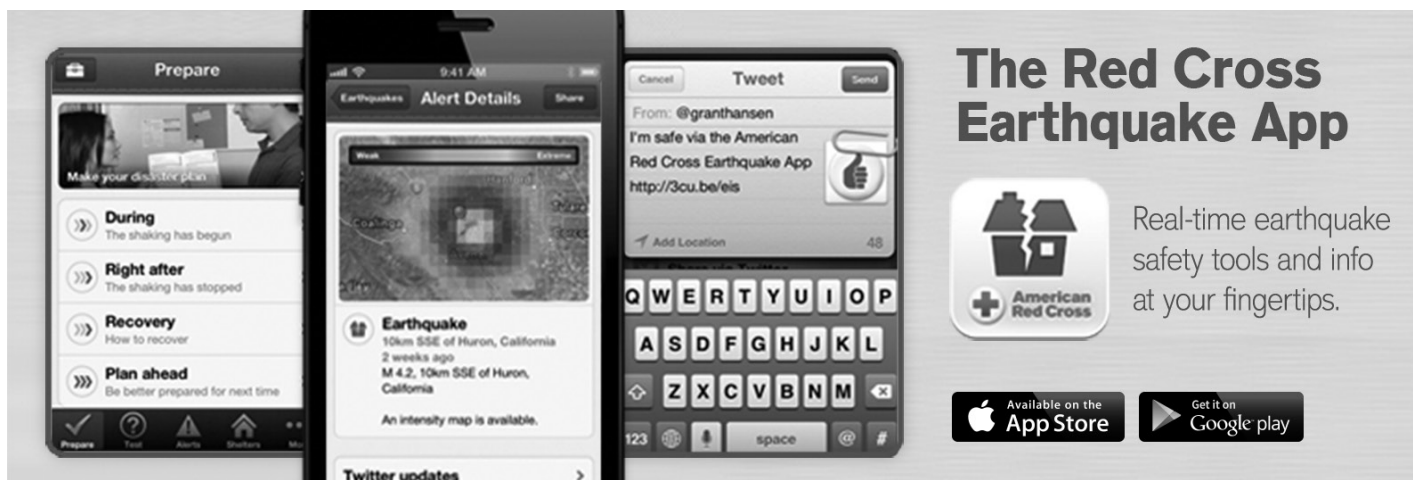 Prepare
Make your disaster plan
During
The shaking has begun
Right after
The shaking has stopped
Recovery
How to recover
Plan ahead
Be better prepared for next time
Prepare
Test
Alerts
Shelters
9:41 AM
Earthquakes
Alert Details
Share
Weak
Extreme
Hanford
Coalinga
Tulare
Earthquake
10km SSE of Huron, California
2 weeks ago
M 4.2, 10km SSE of Huron,
California
An intensity map is available.
Twitter updates
Cancel
Tweet
Send
From: @granthansen
I'm safe via the American
Red Cross Earthquake App
http://3cu.be/eis
Add Location
48
Share via Twitter
Q W E R T Y U I O P
A S D F G H J K L
Z X C V B N M
123
space
@
#
The Red Cross
Earthquake App
American
Red Cross
Real-time earthquake
safety tools and info
at your fingertips.
Available on the
App Store
Get it on
Google play